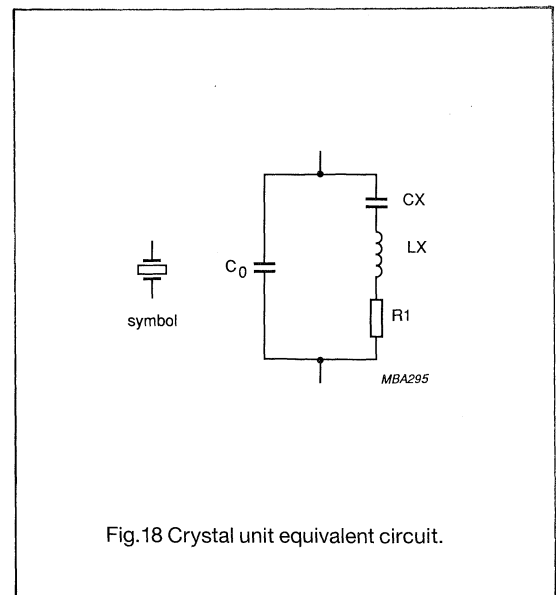 CX
LX
C0
R1
symbol
MBA295
Fig.18 Crystal unit equivalent circuit.